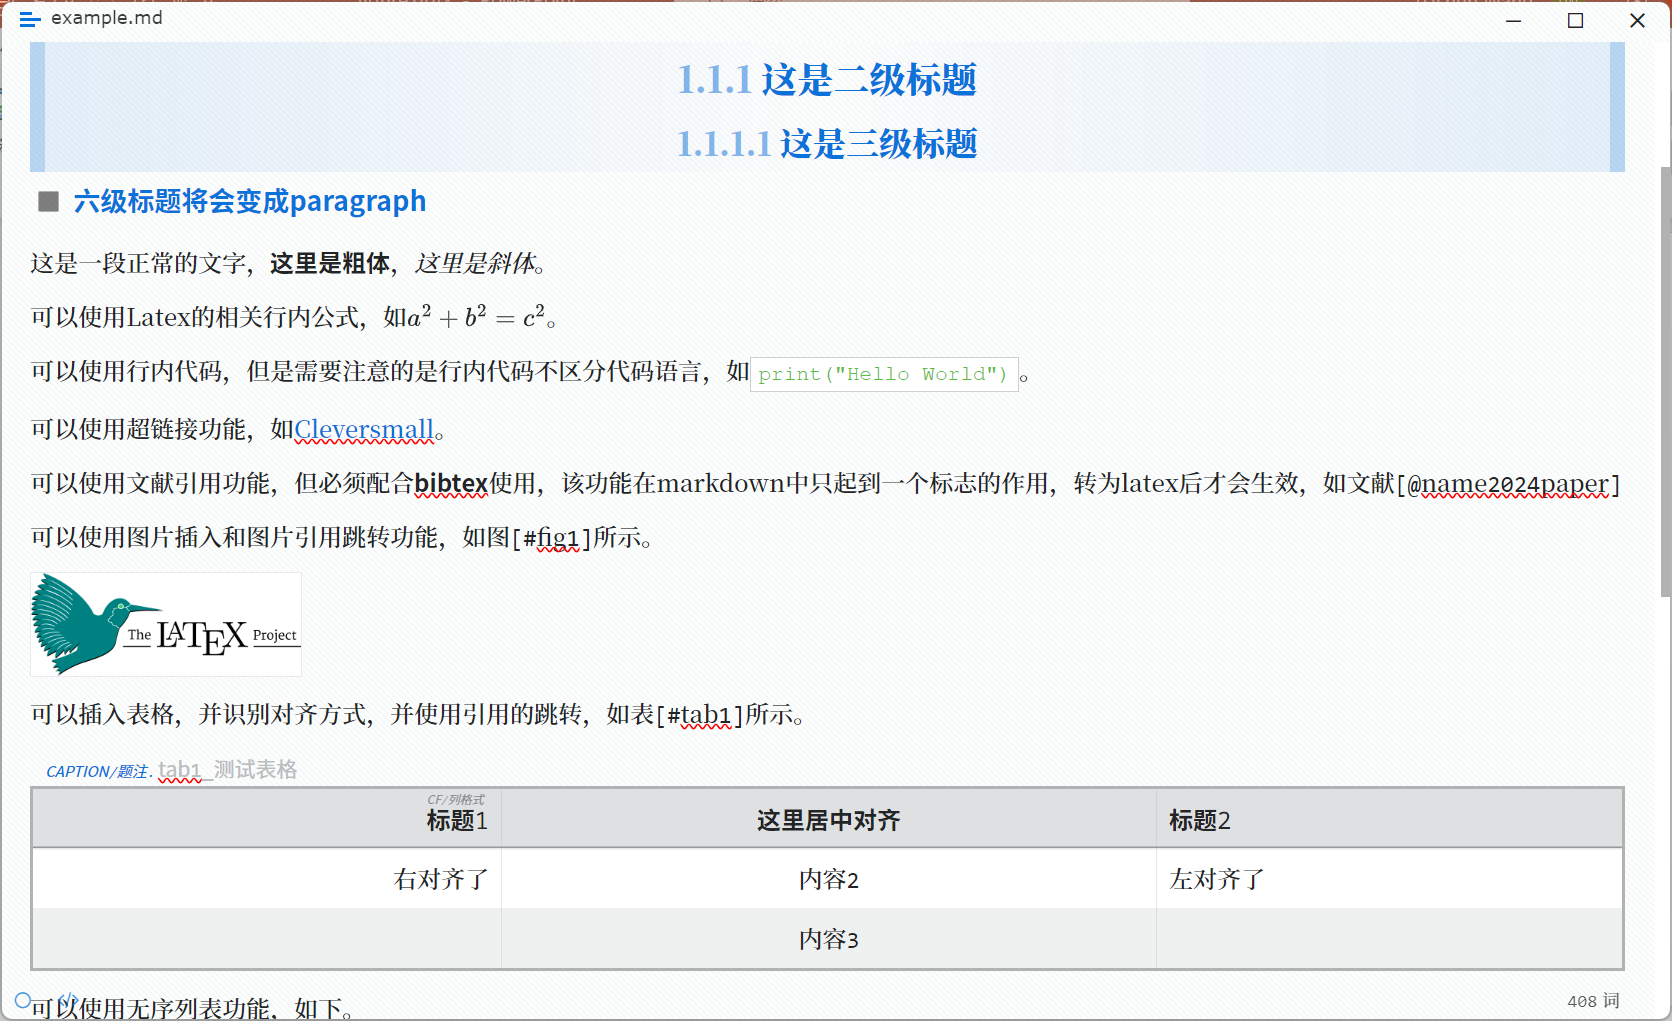 example.md
1.1.1 这是二级标题
1.1.1.1 这是三级标题
六级标题将会变成paragraph
这是一段正常的文字，这里是粗体，这里是斜体。
可以使用Latex的相关行内公式，如a² + b² = c²。
可以使用行内代码，但是需要注意的是行内代码不区分代码语言，如print("Hello World")。
可以使用超链接功能，如Cleversmall。
可以使用文献引用功能，但必须配合bibtex使用，该功能在markdown中只起到一个标志的作用，转为latex后才会生效，如文献[@name2024paper]
可以使用图片插入和图片引用跳转功能，如图[#fig1]所示。
The LATEX Project
可以插入表格，并识别对齐方式，并使用引用的跳转，如表[#tab1]所示。
CAPTION/题注. tab1_测试表格
CF/列格式
标题1 这里居中对齐 标题2
右对齐了 内容2 左对齐了
内容3
可以使用无序列表功能，如下。
408 词